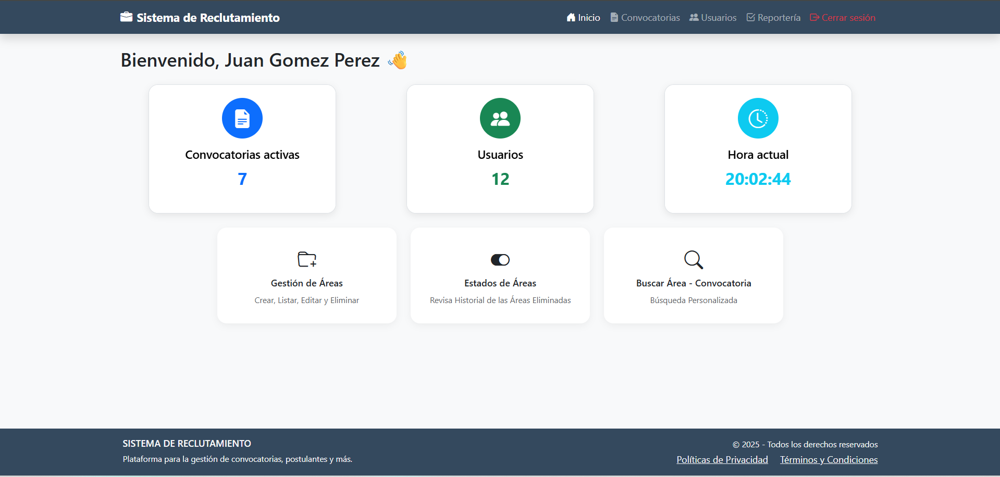 Sistema de Reclutamiento
Inicio Convocatorias Usuarios Reportería Cerrar sesión
Bienvenido, Juan Gomez Perez 👋
Convocatorias activas
7
Usuarios
12
Hora actual
20:02:44
Gestión de Áreas
Crear, Listar, Editar y Eliminar
Estados de Áreas
Revisa Historial de las Áreas Eliminadas
Buscar Área - Convocatoria
Búsqueda Personalizada
SISTEMA DE RECLUTAMIENTO
Plataforma para la gestión de convocatorias, postulantes y más.
© 2025 - Todos los derechos reservados
Políticas de Privacidad Términos y Condiciones